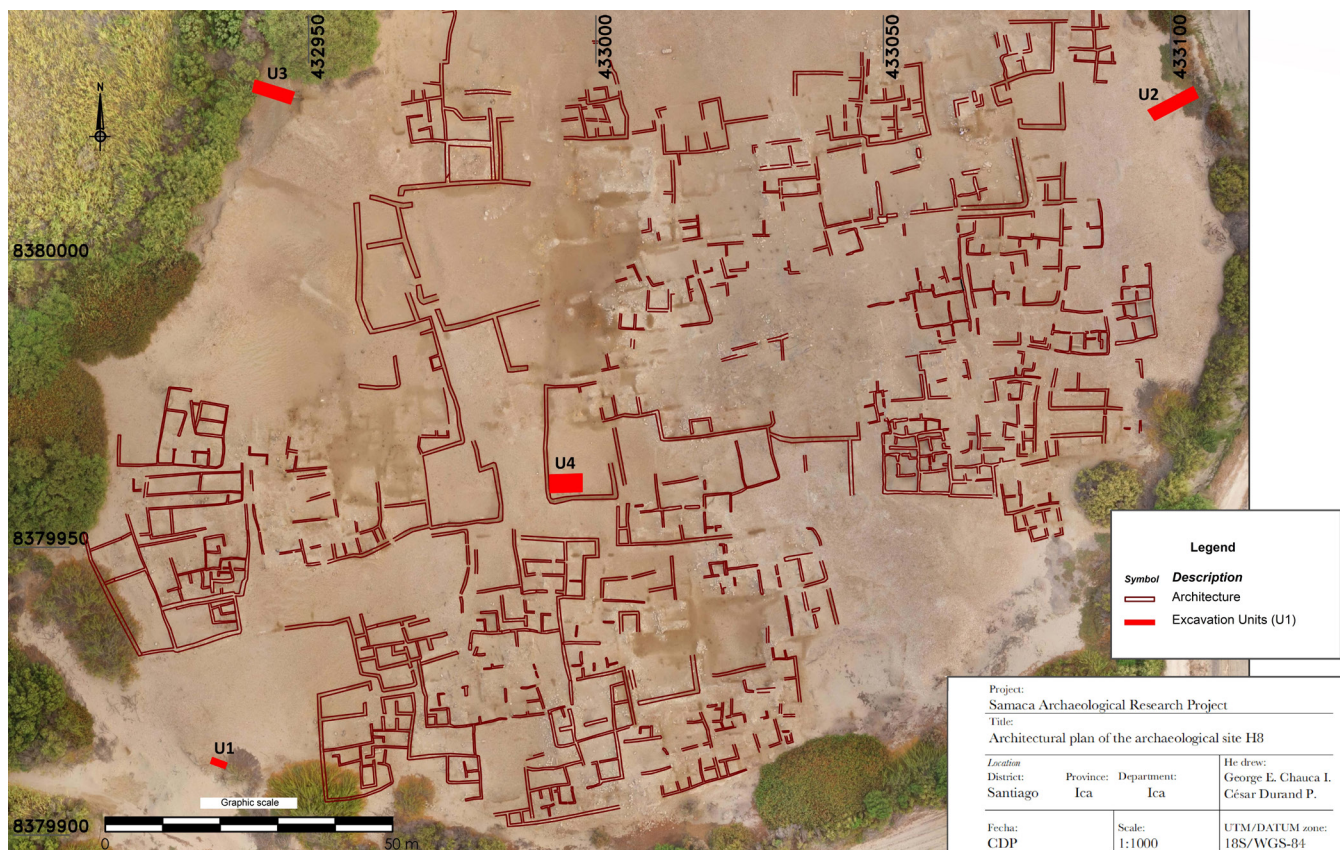 432950
433000
433050
433100
U3
U2
N
8380000
U4
8379950
U1
8379900
Graphic scale
0
50 m
Legend
Symbol Description
Architecture
Excavation Units (U1)
Project:
Samaca Archaeological Research Project
Title:
Architectural plan of the archaeological site H8
Location
District: Province: Department:
Santiago Ica Ica
He drew:
George E. Chauca I.
César Durand P.
Fecha:
CDP
Scale:
1:1000
UTM/DATUM zone:
18S/WGS-84